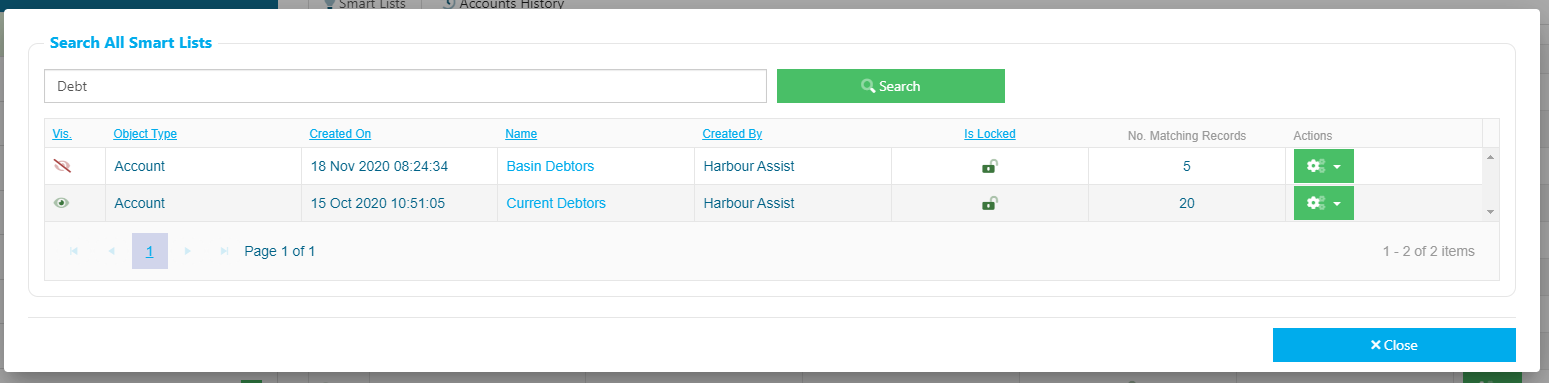 Smart Lists Accounts History
Search All Smart Lists
Debt
Search
Vis. Object Type Created On Name Created By Is Locked No. Matching Records Actions
Account 18 Nov 2020 08:24:34 Basin Debtors Harbour Assist 5
Account 15 Oct 2020 10:51:05 Current Debtors Harbour Assist 20
1 Page 1 of 1 1 - 2 of 2 items
Close